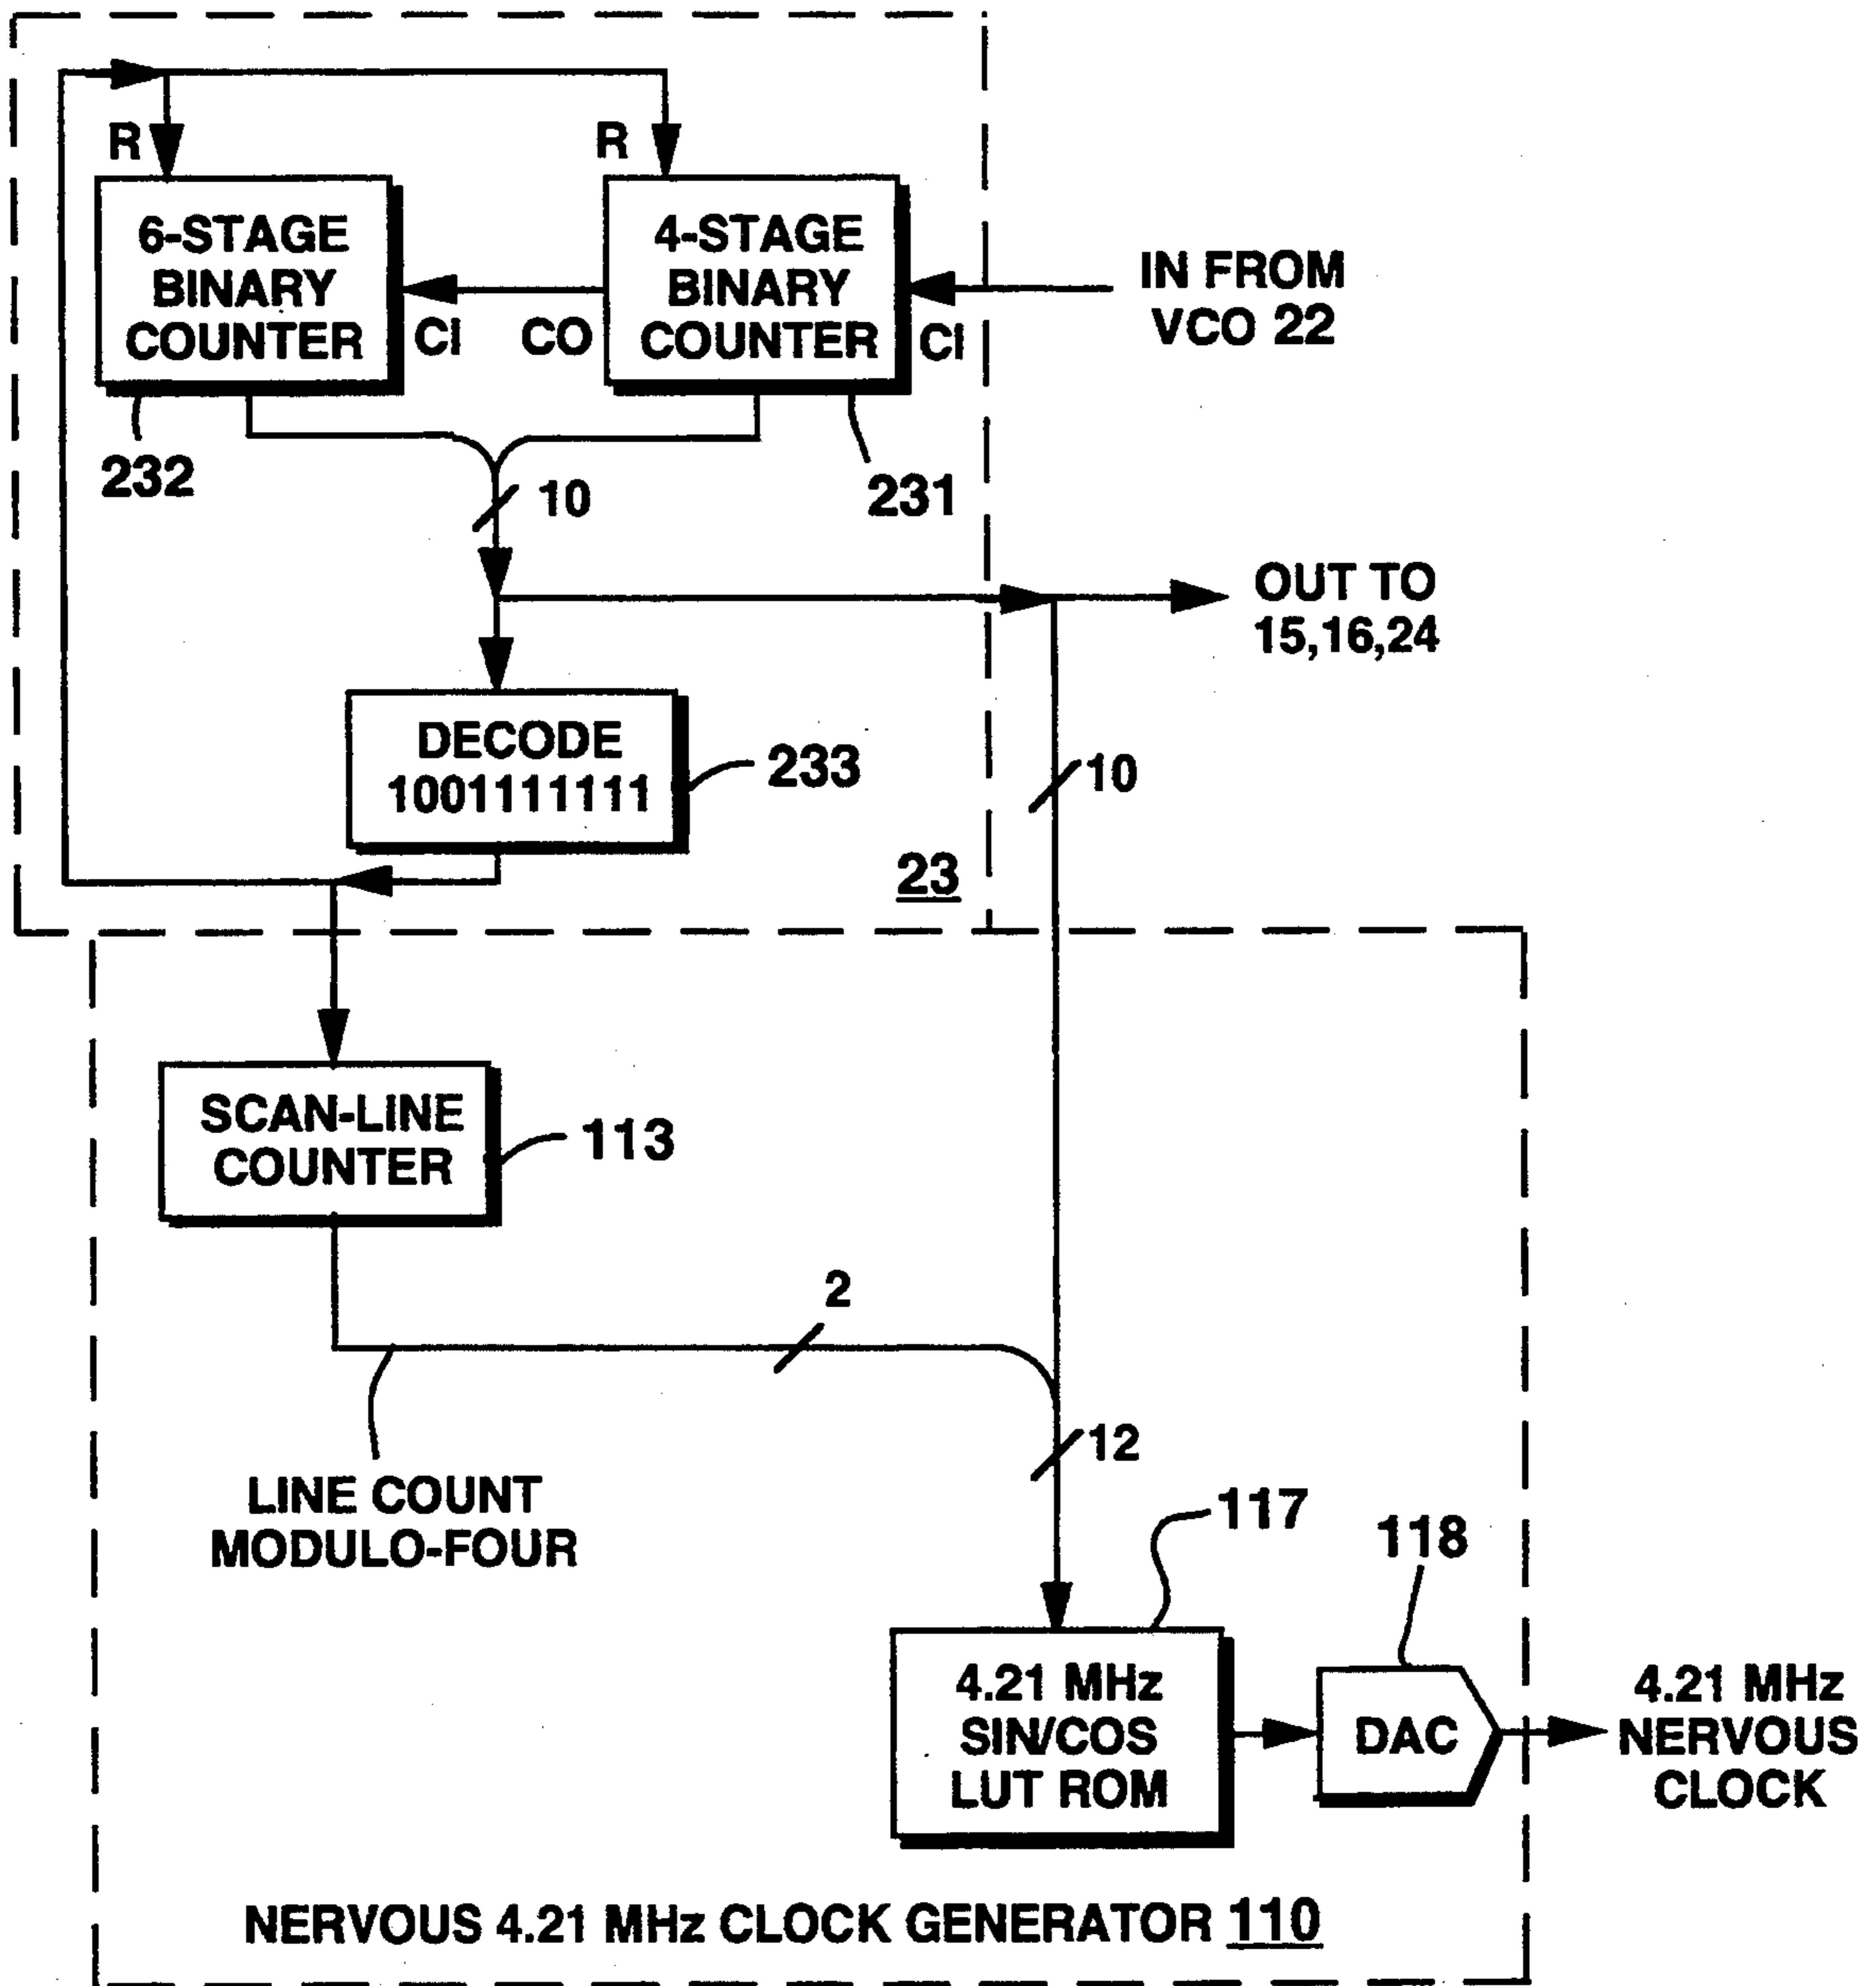 R
R
6-STAGE
BINARY
COUNTER
4-STAGE
BINARY
COUNTER
CI
CO
CI
IN FROM
VCO 22
232
10
231
OUT TO
15,16,24
DECODE
1001111111
233
10
23
SCAN-LINE
COUNTER
113
2
12
LINE COUNT
MODULO-FOUR
117
118
4.21 MHz
SIN/COS
LUT ROM
DAC
4.21 MHz
NERVOUS
CLOCK
NERVOUS 4.21 MHz CLOCK GENERATOR 110